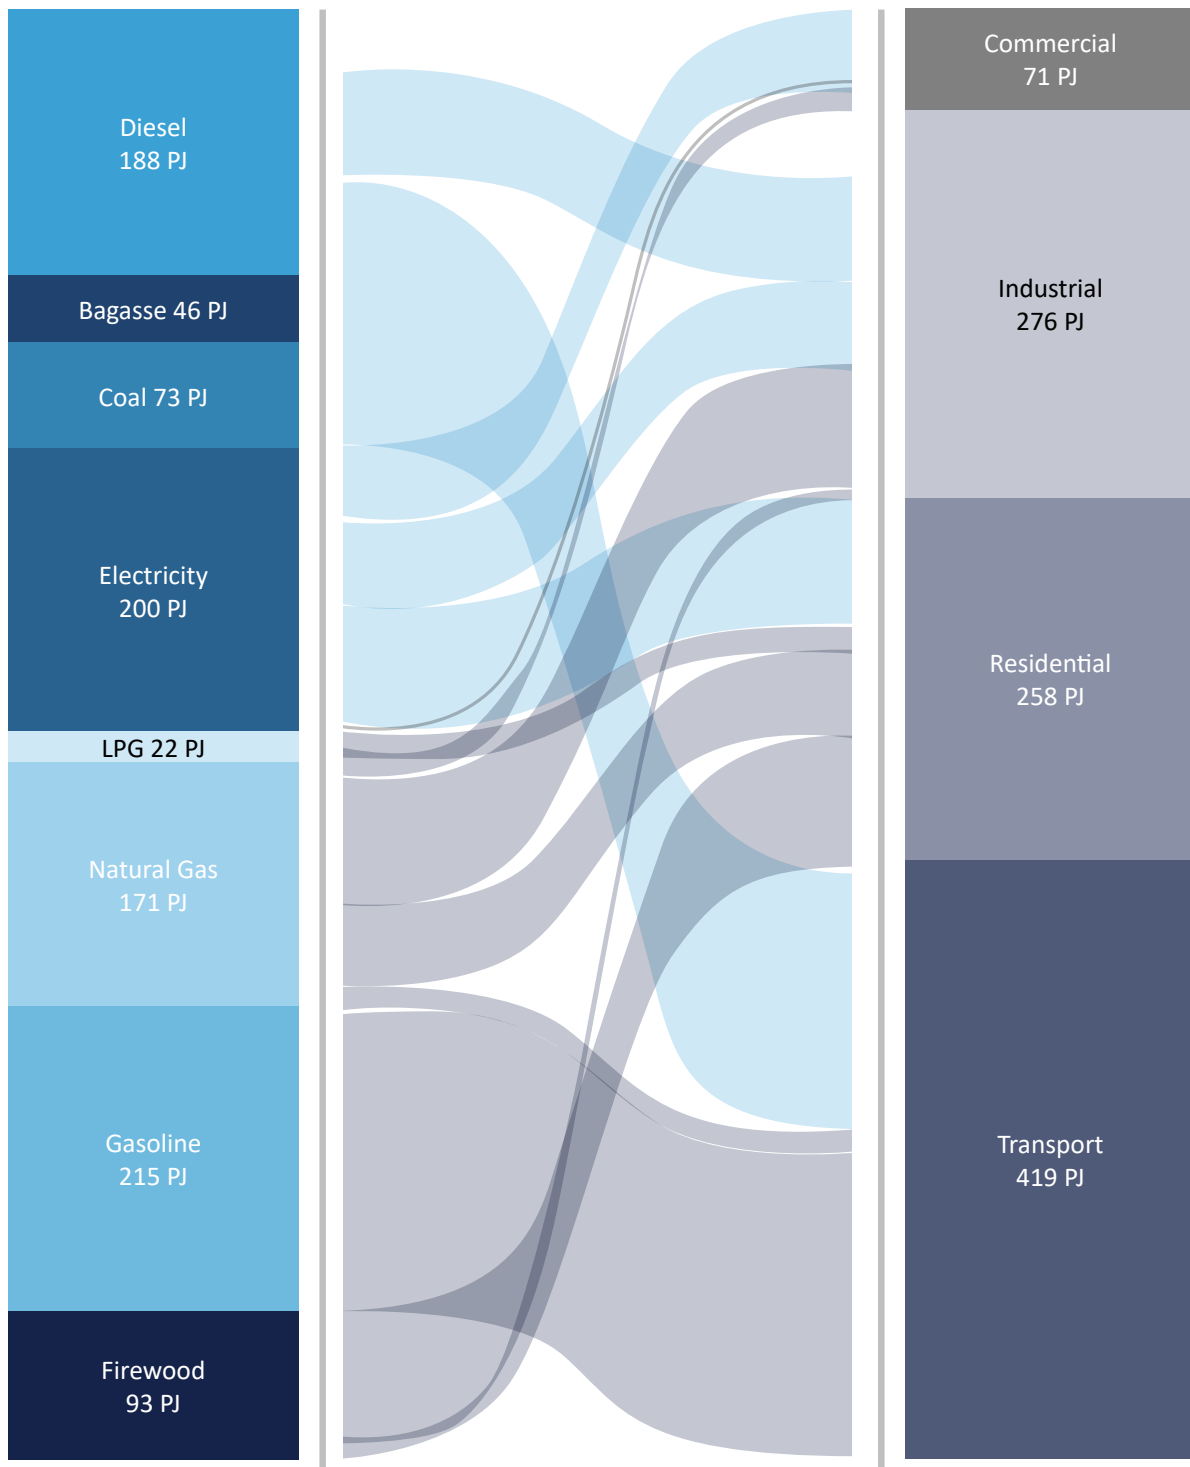 Diesel
188 PJ
Bagasse 46 PJ
Coal 73 PJ
Electricity
200 PJ
LPG 22 PJ
Natural Gas
171 PJ
Gasoline
215 PJ
Firewood
93 PJ
Commercial
71 PJ
Industrial
276 PJ
Residential
258 PJ
Transport
419 PJ